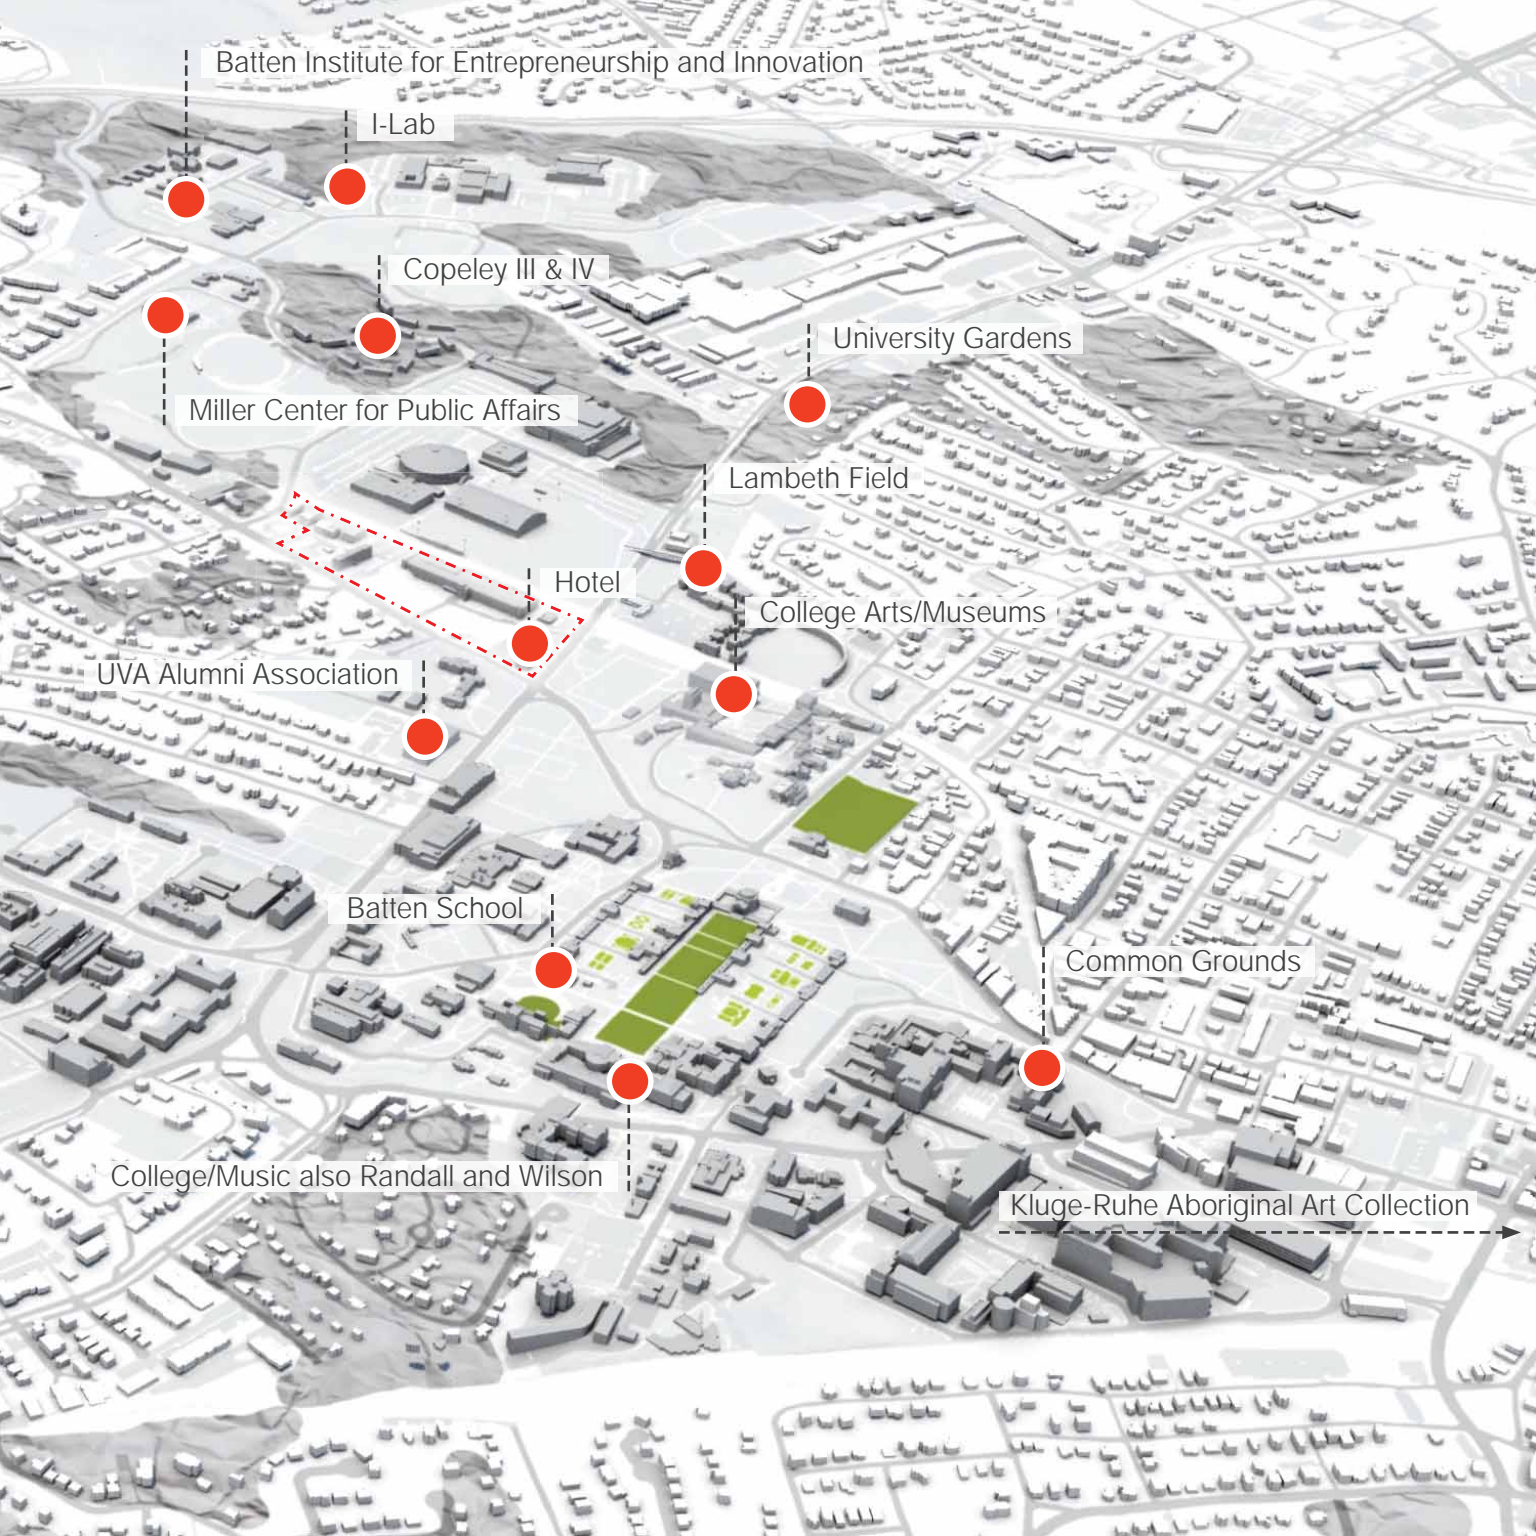 Batten Institute for Entrepreneurship and Innovation
I-Lab
Copeley III & IV
University Gardens
Miller Center for Public Affairs
Lambeth Field
Hotel
College Arts/Museums
UVA Alumni Association
Batten School
Common Grounds
College/Music also Randall and Wilson
Kluge-Ruhe Aboriginal Art Collection